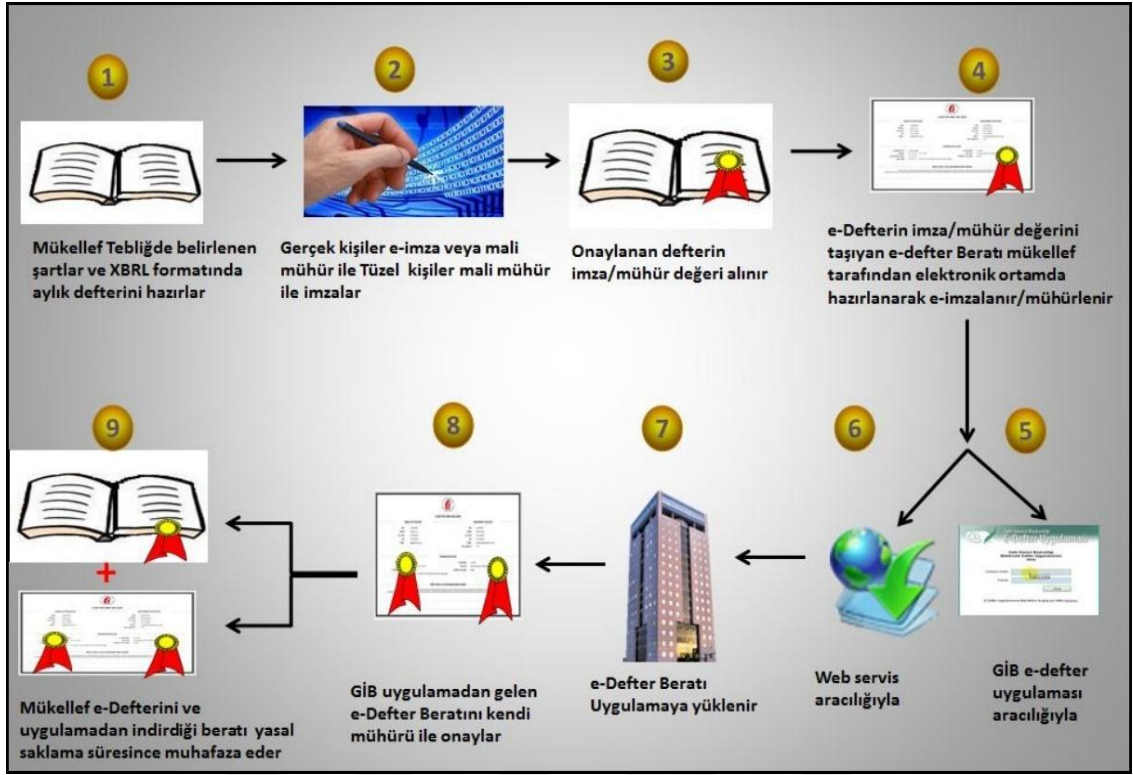 1
2
3
4
Mükellef Tebliğde belirlenen
şartlar ve XBRL formatında
aylık defterini hazırlar
Gerçek kişiler e-imza veya mali
mühür ile Tüzel kişiler mali mühür
ile imzalar
Onaylanan defterin
imza/mühür değeri alınır
e-Defterin imza/mühür değerini
taşıyan e-defter Beratı mükellef
tarafından elektronik ortamda
hazırlanarak e-imzalanır/mühürlenir
9
8
7
6
5
e-Defter Uygulaması
Mükellef e-Defterini ve
uygulamadan indirdiği beratı yasal
saklama süresince muhafaza eder
GİB uygulamadan gelen
e-Defter Beratını kendi
mühürü ile onaylar
e-Defter Beratı
Uygulamaya yüklenir
Web servis
aracılığıyla
GİB e-defter
uygulaması
aracılığıyla